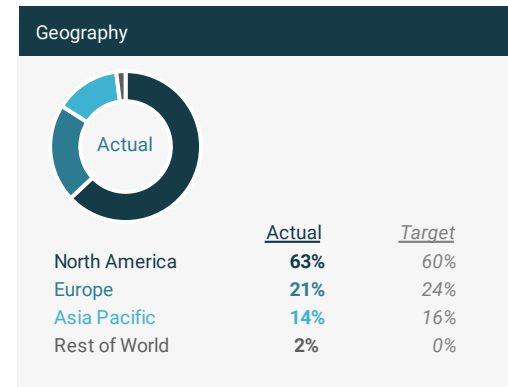 Geography
Actual
Actual Target
North America 63% 60%
Europe 21% 24%
Asia Pacific 14% 16%
Rest of World 2% 0%